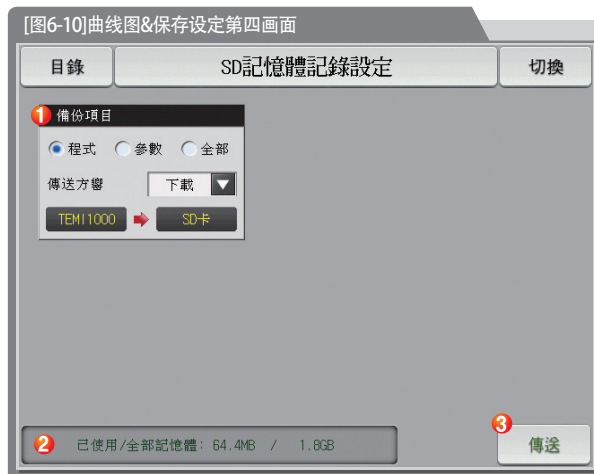 [图6-10]曲线图&保存设定第四画面
目錄 SD記憶體記錄設定 切換
1 備份項目
程式 參數 全部
傳送方響 下載
TEMI1000 SD卡
2 已使用/全部記憶體: 64.4MB / 1.8GB
3
傳送